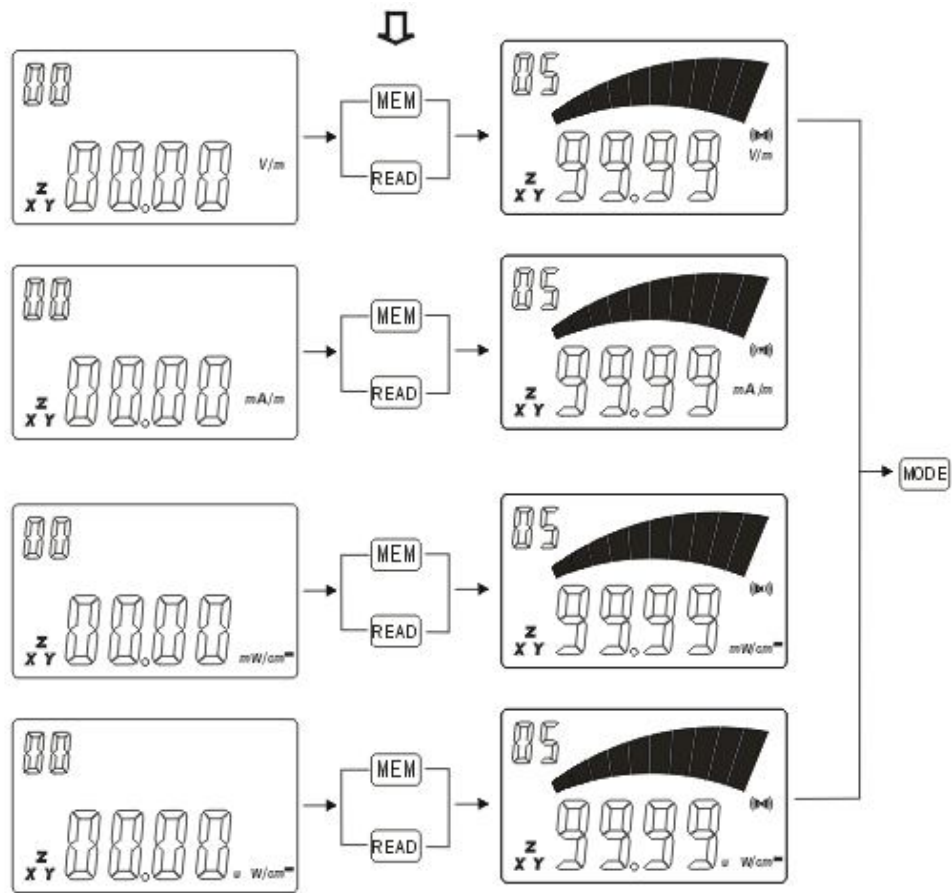 00
00.00 V/m
Z
X Y
MEM
READ
05
99.99 V/m
Z
X Y
00
00.00 mA/m
Z
X Y
MEM
READ
05
99.99 mA/m
Z
X Y
MODE
00
00.00 mW/cm
Z
X Y
MEM
READ
05
99.99 mW/cm
Z
X Y
00
00.00 u W/cm
Z
X Y
MEM
READ
05
99.99 u W/cm
Z
X Y